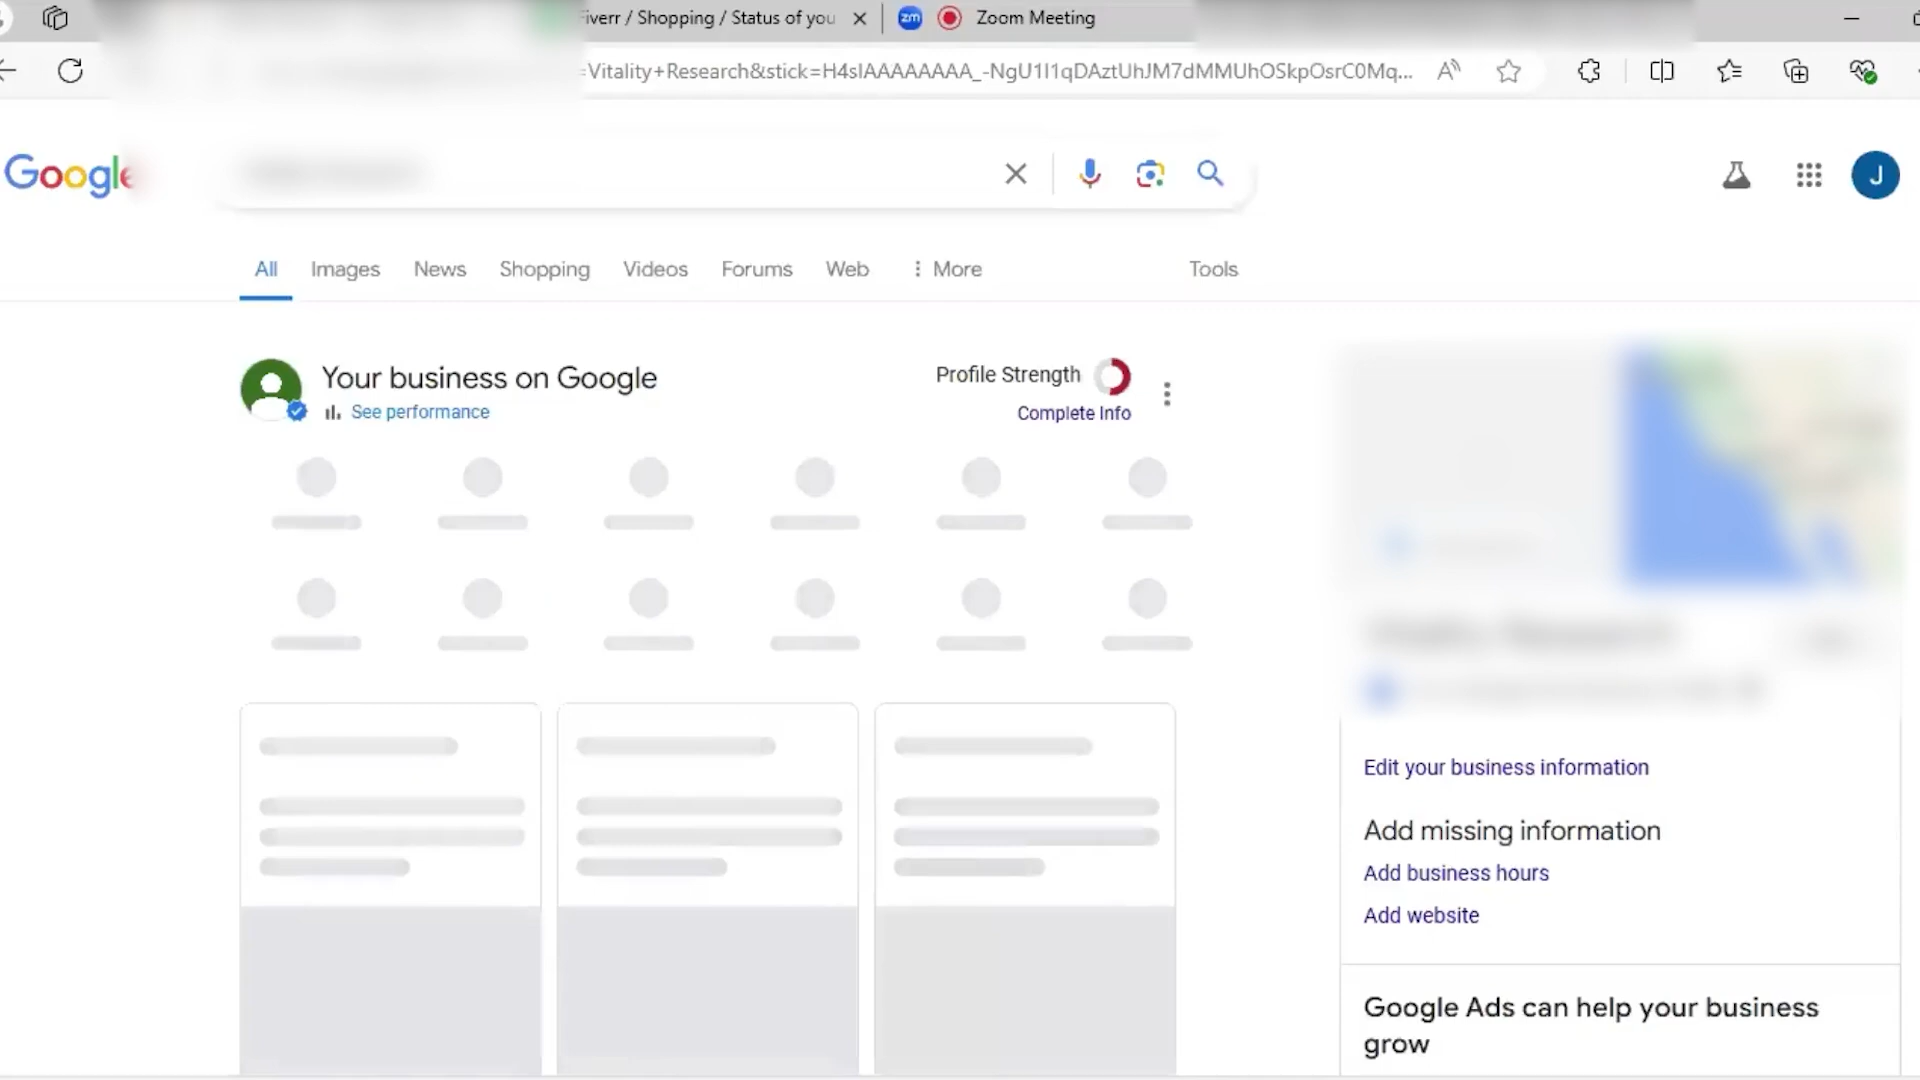 Fiverr / Shopping / Status of you
zm
Zoom Meeting
=Vitality+Research&stick=H4sIAAAAAAAA_-NgU1I1qDAztUhJM7dMMUhOSkpOsrC0Mq...
Google
J
All
Images
News
Shopping
Videos
Forums
Web
More
Tools
Your business on Google
See performance
Profile Strength
Complete Info
Edit your business information
Add missing information
Add business hours
Add website
Google Ads can help your business
grow